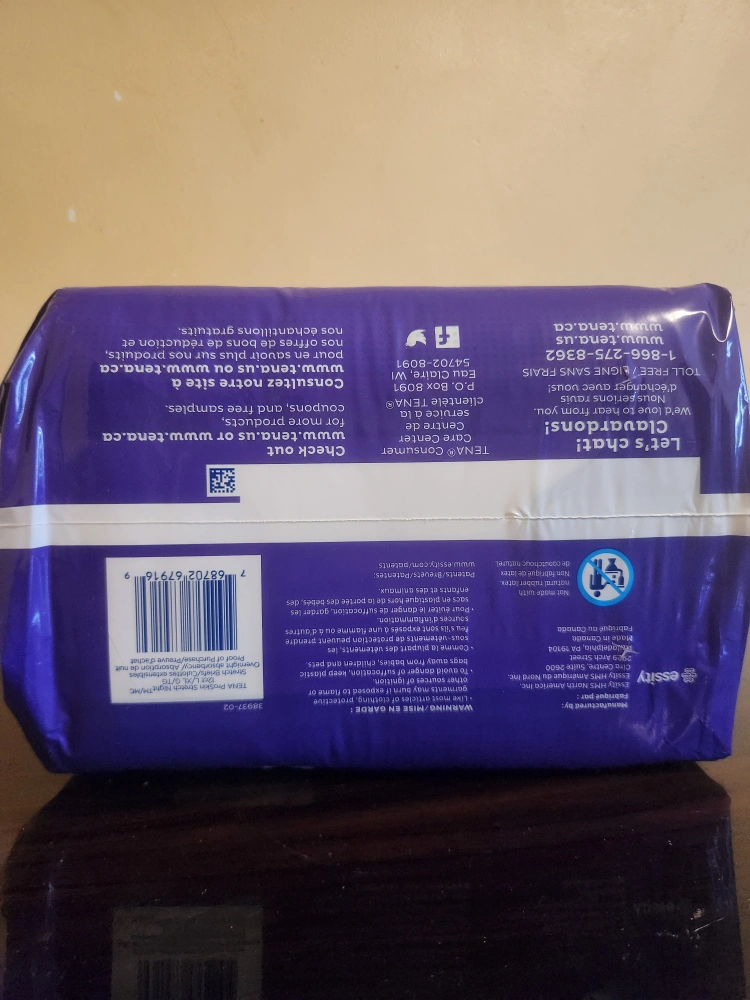 Manufactured by:
Fabriqué par :
Essity HMS North America Inc.
Essity HMS Amérique du Nord Inc.
Cira Centre, Suite 2600
2929 Arch Street
Philadelphia, PA 19104
Made in Canada
Fabriqué au Canada
essity
Not made with
natural rubber latex.
Non fabriqué de latex
de caoutchouc naturel.
WARNING/MISE EN GARDE :
• Like most articles of clothing, protective
garments may burn if exposed to flame or
other sources of ignition.
• To avoid danger of suffocation, keep plastic
bags away from babies, children and pets.
• Comme la plupart des vêtements, les
sous-vêtements de protection peuvent prendre
feu s'ils sont exposés à une flamme ou à d'autres
sources d'inflammation.
• Pour éviter le danger de suffocation, garder les
sacs en plastique hors de la portée des bébés, des
enfants et des animaux.
Patents/Brevets/Patentes:
www.essity.com/patents
38937-02
TENA ProSkin Stretch Night TM/MC
12ct L/XL G/TG
Stretch Briefs/Culottes extensibles
Overnight absorbency/ Absorption de nuit
Proof of Purchase/Preuve d'achat
7 68702 67916 9
Let's chat!
Clavardons!
We'd love to hear from you.
Nous serions ravis
d'échanger avec vous!
TOLL FREE / LIGNE SANS FRAIS
1-866-275-8362
www.tena.us
www.tena.ca
TENA® Consumer
Care Center
Centre de
service à la
clientèle TENA®
P.O. Box 8091
Eau Claire, WI
54702-8091
Check out
www.tena.us or www.tena.ca
for more products,
coupons, and free samples.
Consultez notre site à
www.tena.us ou www.tena.ca
pour en savoir plus sur nos produits,
nos offres de bons de réduction et
nos échantillons gratuits.